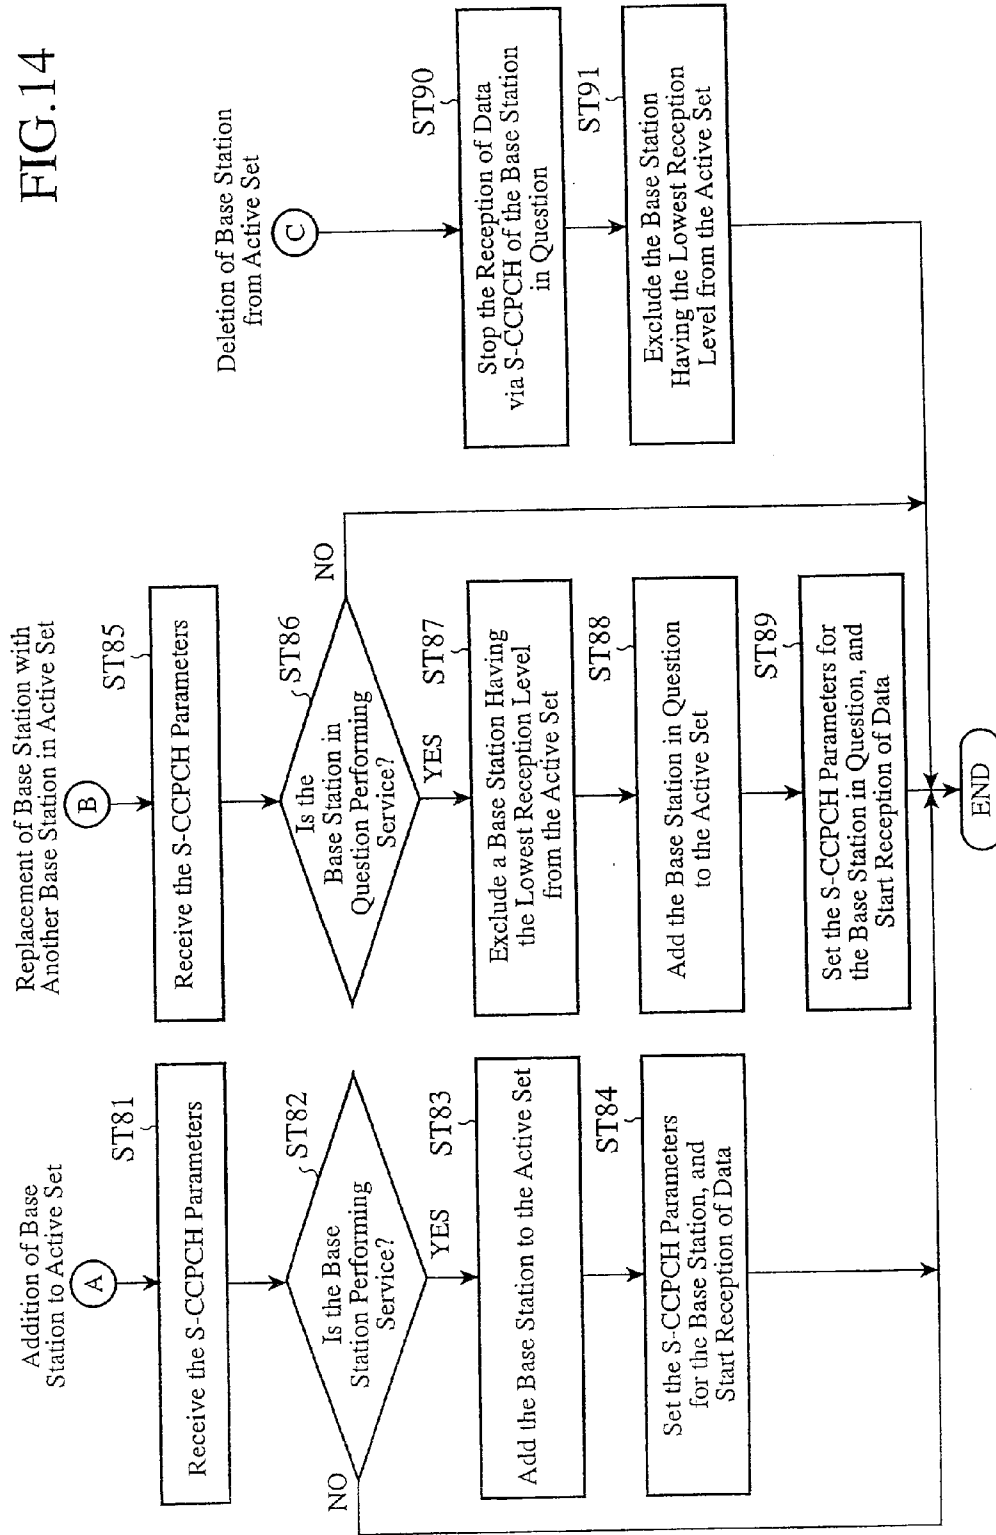 FIG.14
Addition of Base
Station to Active Set
A
ST81
Receive the S-CCPCH Parameters
ST82
Is the Base
Station Performing
Service?
NO
YES
ST83
Add the Base Station to the Active Set
ST84
Set the S-CCPCH Parameters
for the Base Station, and
Start Reception of Data
Replacement of Base Station with
Another Base Station in Active Set
B
ST85
Receive the S-CCPCH Parameters
ST86
Is the
Base Station in
Question Performing
Service?
NO
YES
ST87
Exclude a Base Station Having
the Lowest Reception Level
from the Active Set
ST88
Add the Base Station in Question
to the Active Set
ST89
Set the S-CCPCH Parameters for
the Base Station in Question, and
Start Reception of Data
Deletion of Base Station
from Active Set
C
ST90
Stop the Reception of Data
via S-CCPCH of the Base Station
in Question
ST91
Exclude the Base Station
Having the Lowest Reception
Level from the Active Set
END